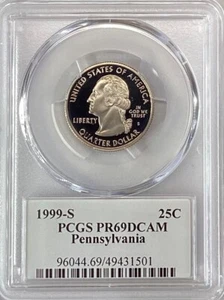 UNITED STATES OF AMERICA
LIBERTY
IN
GOD WE
TRUST
S
QUARTER DOLLAR
1999-S 25C
PCGS PR69DCAM
Pennsylvania
96044.69/49431501